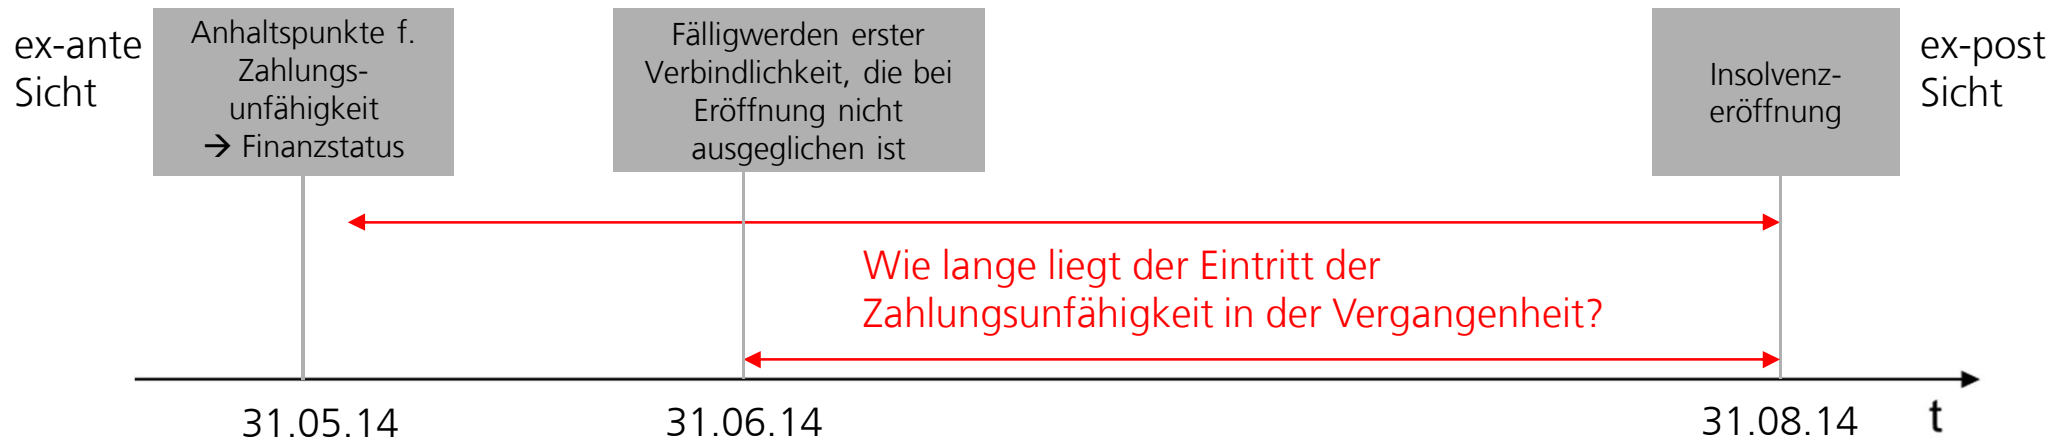 ex-ante
Sicht
Anhaltspunkte f.
Zahlungs-
unfähigkeit
→ Finanzstatus
Fälligwerden erster
Verbindlichkeit, die bei
Eröffnung nicht
ausgeglichen ist
Insolvenz-
eröffnung
ex-post
Sicht
Wie lange liegt der Eintritt der
Zahlungsunfähigkeit in der Vergangenheit?
31.05.14
31.06.14
31.08.14
t